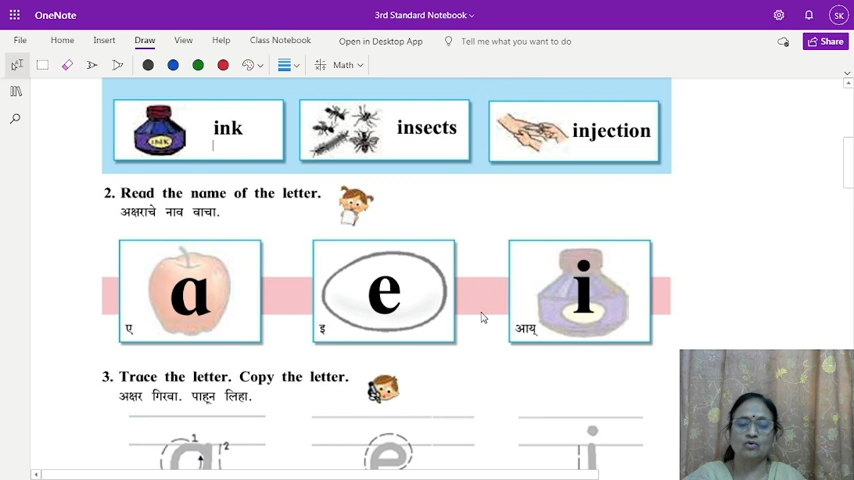 OneNote
3rd Standard Notebook
SK
File Home Insert Draw View Help Class Notebook Open in Desktop App Tell me what you want to do Share
Math
INK
ink
insects
injection
2. Read the name of the letter.
अक्षराचे नाव वाचा.
a
e
i
ए
इ
आय्
3. Trace the letter. Copy the letter.
अक्षर गिरवा. पाहून लिहा.
1
2
a
e
i